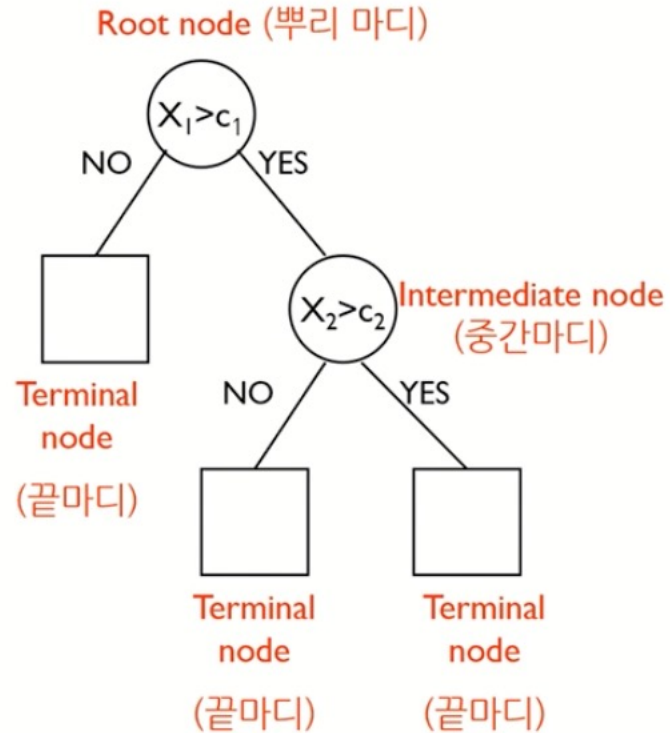 Root node (뿌리 마디)
X₁>c₁
NO
YES
X₂>c₂
Intermediate node
(중간마디)
Terminal
node
(끝마디)
NO
YES
Terminal
node
(끝마디)
Terminal
node
(끝마디)